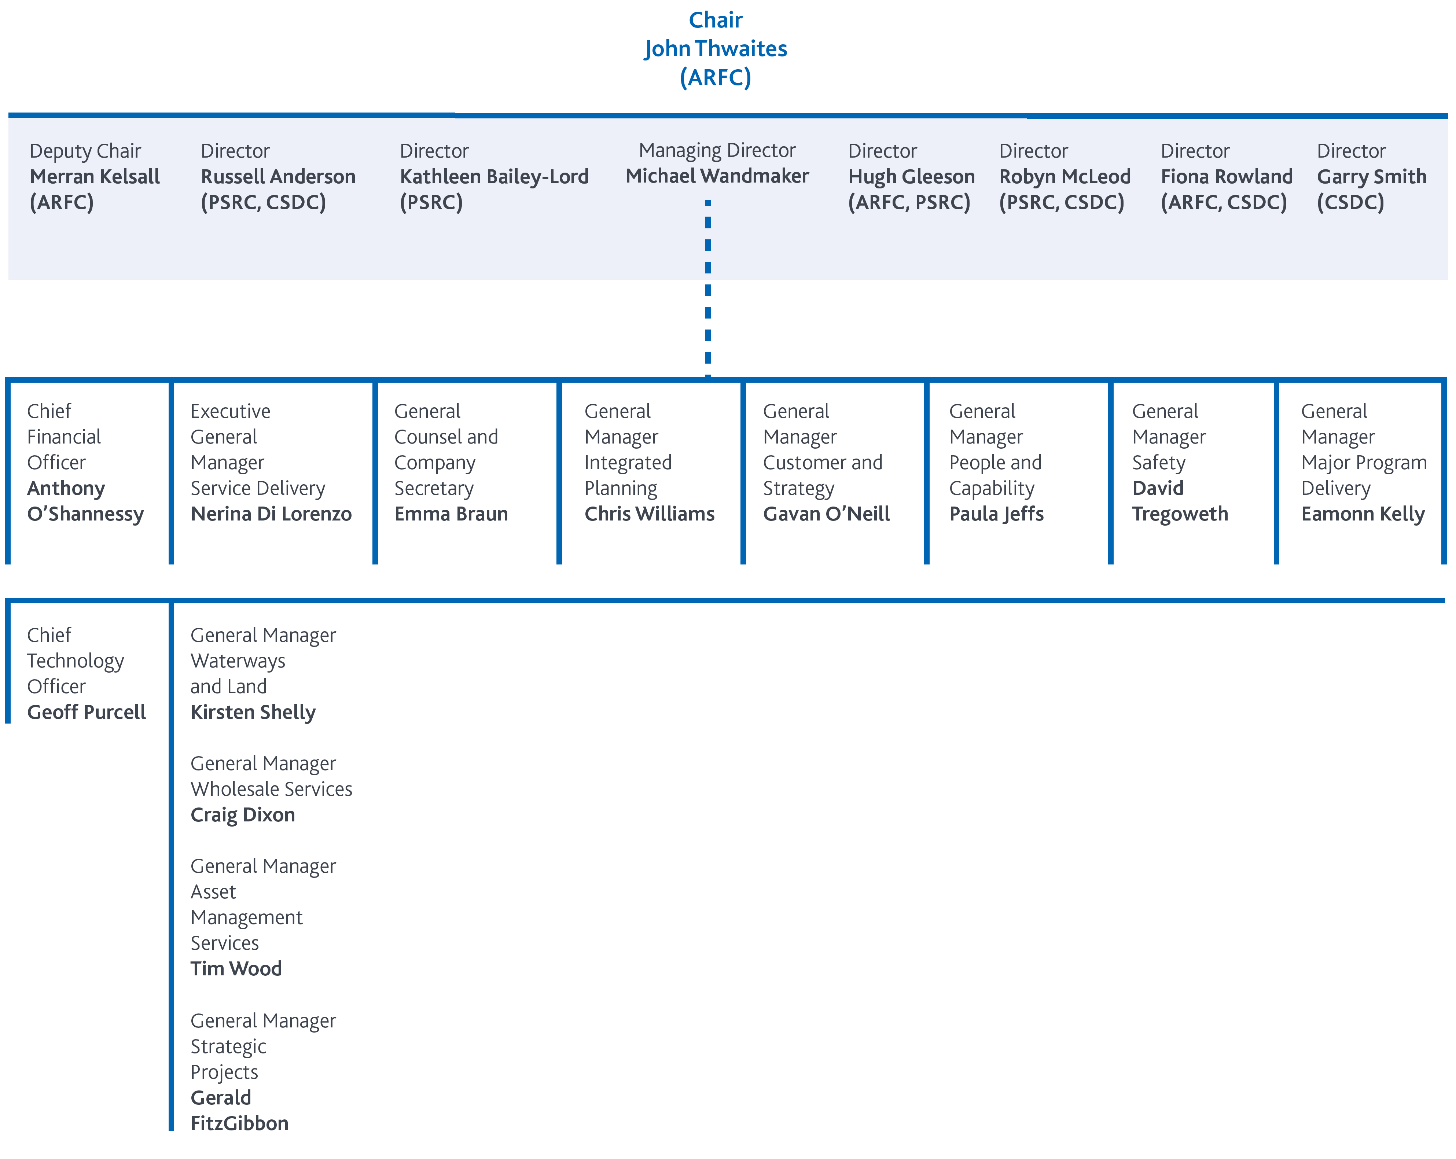 Chair
John Thwaites
(ARFC)
Deputy Chair
Merran Kelsall
(ARFC)
Director
Russell Anderson
(PSRC, CSDC)
Director
Kathleen Bailey-Lord
(PSRC)
Managing Director
Michael Wandmaker
Director
Hugh Gleeson
(ARFC, PSRC)
Director
Robyn McLeod
(PSRC, CSDC)
Director
Fiona Rowland
(ARFC, CSDC)
Director
Garry Smith
(CSDC)
Chief
Financial
Officer
Anthony
O’Shannessy
Executive
General
Manager
Service Delivery
Nerina Di Lorenzo
General
Counsel and
Company
Secretary
Emma Braun
General
Manager
Integrated
Planning
Chris Williams
General
Manager
Customer and
Strategy
Gavan O’Neill
General
Manager
People and
Capability
Paula Jeffs
General
Manager
Safety
David
Tregoweth
General
Manager
Major Program
Delivery
Eamonn Kelly
Chief
Technology
Officer
Geoff Purcell
General Manager
Waterways
and Land
Kirsten Shelly
General Manager
Wholesale Services
Craig Dixon
General Manager
Asset
Management
Services
Tim Wood
General Manager
Strategic
Projects
Gerald
FitzGibbon